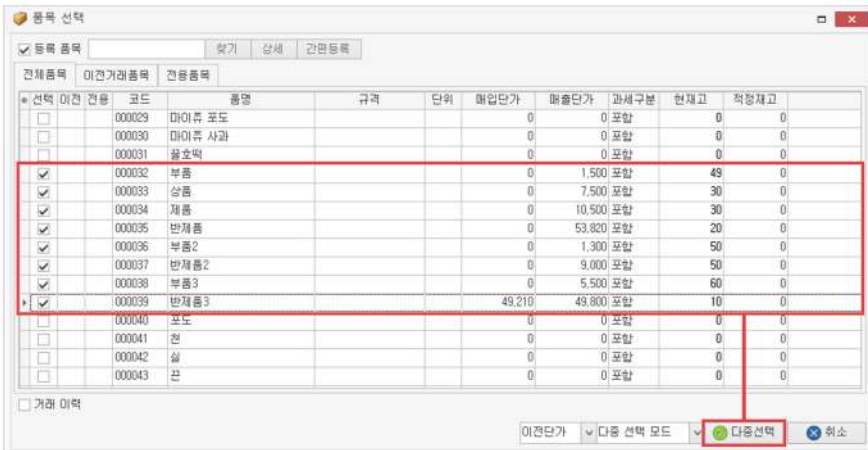 품목 선택
등록 품목 찾기 상세 간편등록
전체품목 이전거래품목 전용품목
선택 이전 전용 코드 품명 규격 단위 매입단가 매출단가 과세구분 현재고 적정재고
000029 마이쮸 포도 0 0 포함 0 0
000030 마이쮸 사과 0 0 포함 0 0
000031 꿀호떡 0 0 포함 0 0
000032 부품 0 1,500 포함 49 0
000033 상품 0 7,500 포함 30 0
000034 제품 0 10,500 포함 30 0
000035 반제품 0 53,820 포함 20 0
000036 부품2 0 1,300 포함 50 0
000037 반제품2 0 9,000 포함 50 0
000038 부품3 0 5,500 포함 60 0
000039 반제품3 49,210 49,800 포함 10 0
000040 포도 0 0 포함 0 0
000041 천 0 0 포함 0 0
000042 실 0 0 포함 0 0
000043 끈 0 0 포함 0 0
거래 이력
이전단가 다중 선택 모드 다중선택 취소